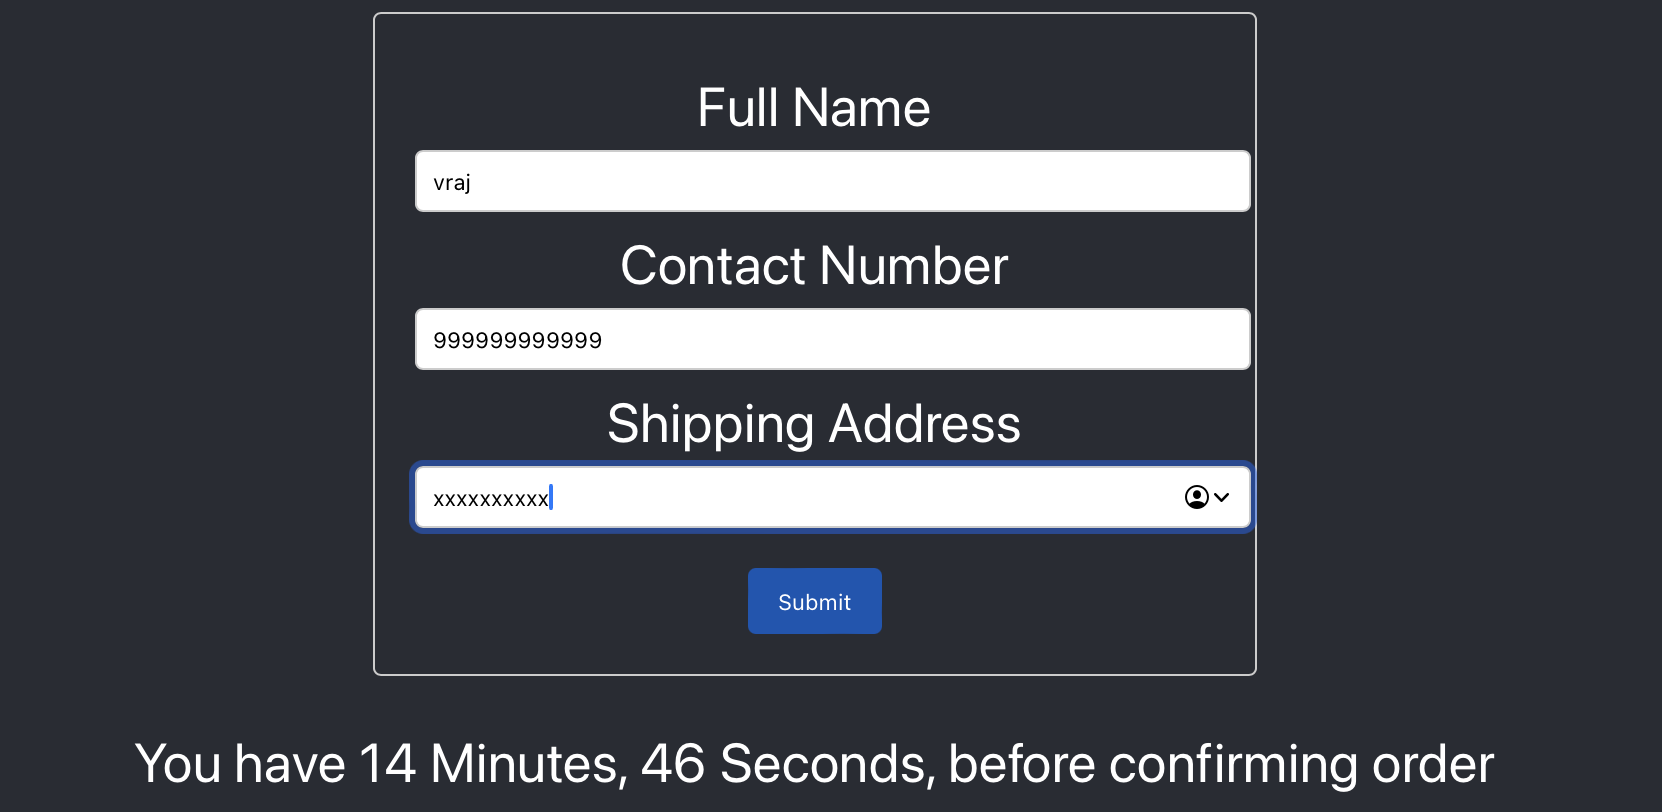 Full Name
vraj
Contact Number
999999999999
Shipping Address
xxxxxxxxxx
Submit
You have 14 Minutes, 46 Seconds, before confirming order